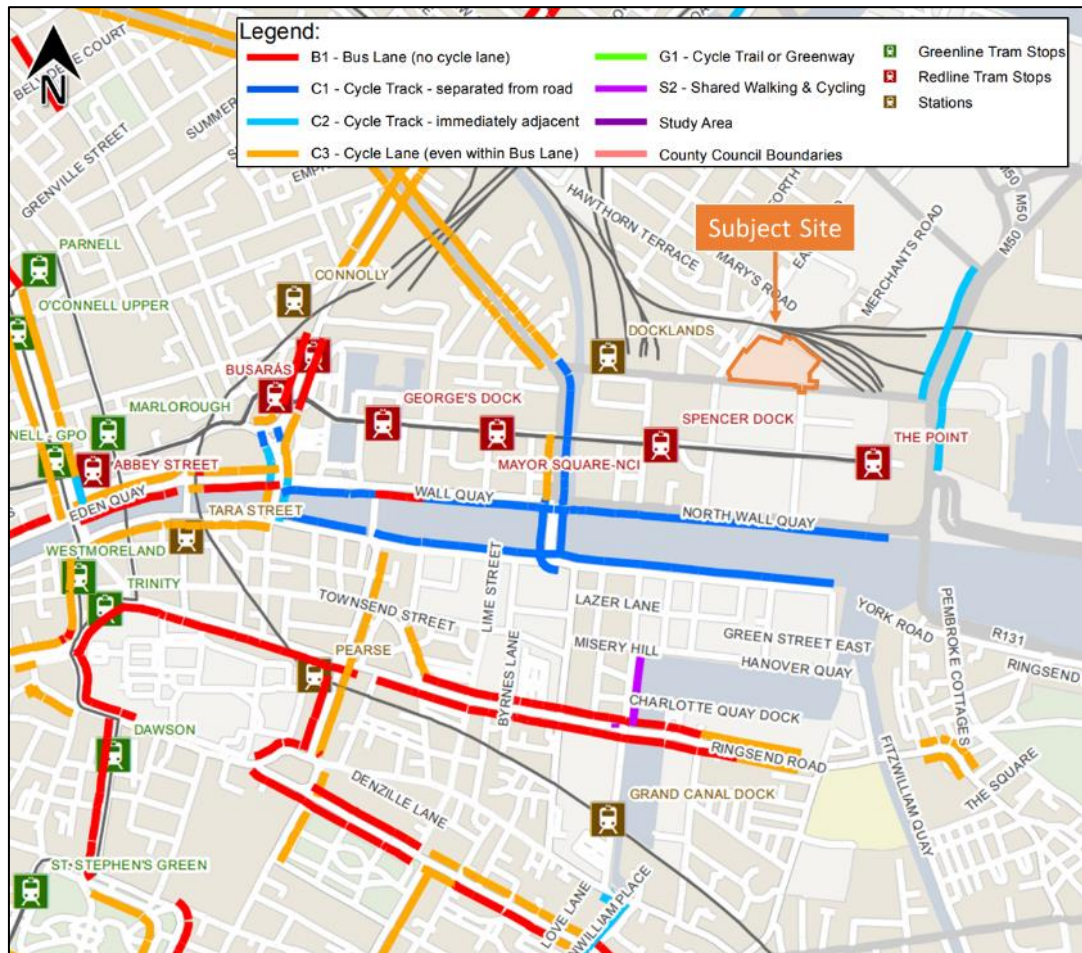 Legend:
B1 - Bus Lane (no cycle lane)
C1 - Cycle Track - separated from road
C2 - Cycle Track - immediately adjacent
C3 - Cycle Lane (even within Bus Lane)
G1 - Cycle Trail or Greenway
S2 - Shared Walking & Cycling
Study Area
County Council Boundaries
Greenline Tram Stops
Redline Tram Stops
Stations
N
COURT
GRENVILLE STREET
M50
M50
M50
HAWTHORN TERRACE
MARY'S ROAD
MERCHANTS ROAD
Subject Site
PARNELL
O'CONNELL UPPER
CONNOLLY
DOCKLANDS
BUSARÁS
MARLOROUGH
GEORGE'S DOCK
SPENCER DOCK
THE POINT
NELL - GPO
ABBEY STREET
MAYOR SQUARE-NCI
EDEN QUAY
WALL QUAY
NORTH WALL QUAY
TARA STREET
WESTMORELAND
TRINITY
LIME STREET
TOWNSEND STREET
LAZER LANE
YORK ROAD
PEMBROKE COTTAGES
R131
RINGSEND
GREEN STREET EAST
MISERY HILL
HANOVER QUAY
PEARSE
BYRNES LANE
CHARLOTTE QUAY DOCK
DAWSON
RINGSEND ROAD
FITZWILLIAM QUAY
THE SQUARE
DENZILLE LANE
GRAND CANAL DOCK
ST. STEPHEN'S GREEN
LOVE LANE
WILLIAM PLACE